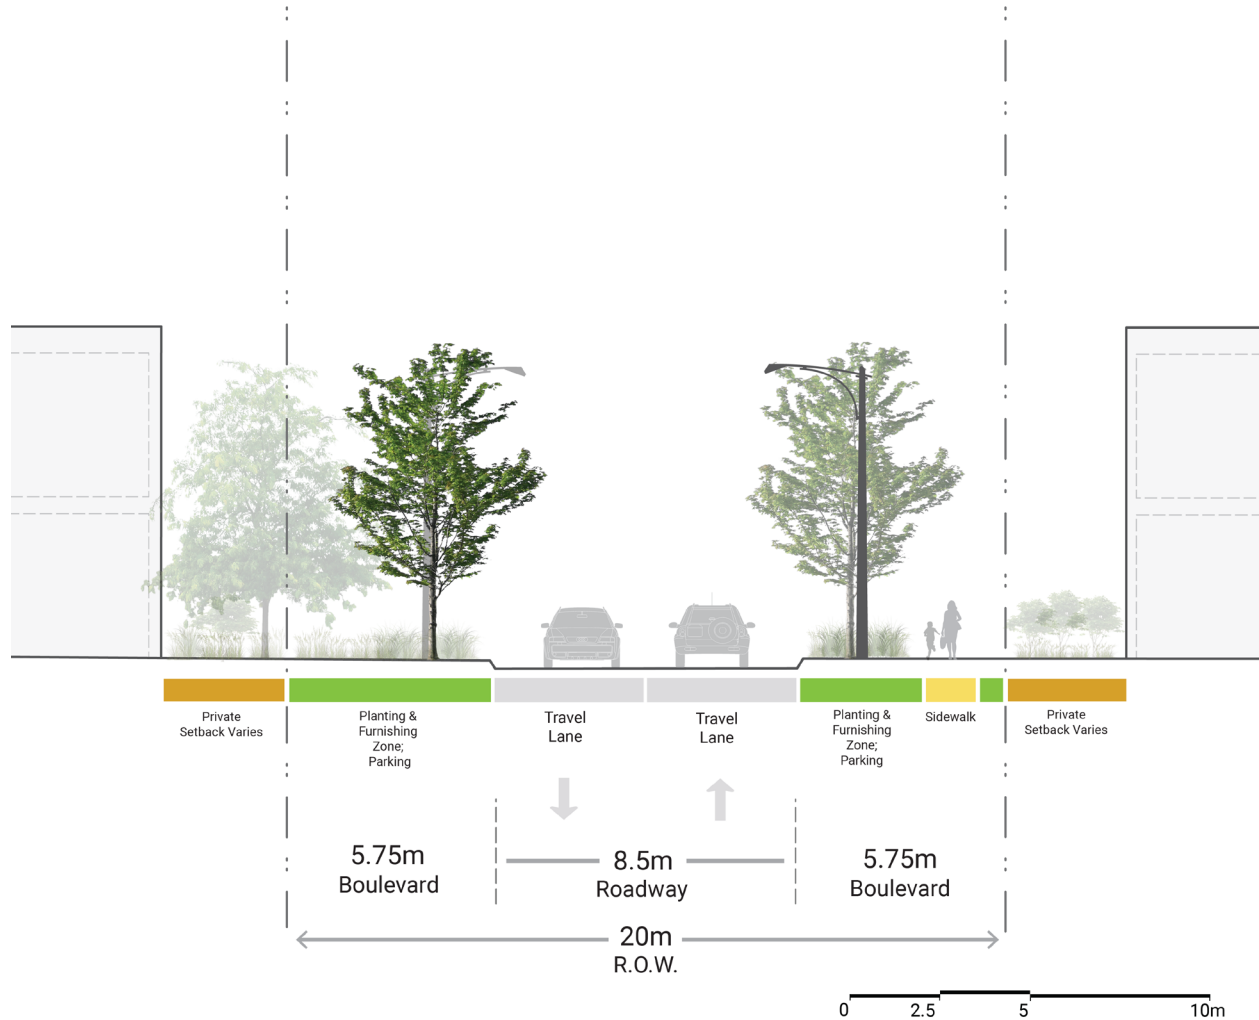 Private
Setback Varies
Planting &
Furnishing
Zone;
Parking
Travel
Lane
Travel
Lane
Planting &
Furnishing
Zone;
Parking
Sidewalk
Private
Setback Varies
5.75m
Boulevard
8.5m
Roadway
5.75m
Boulevard
20m
R.O.W.
0 2.5 5 10m